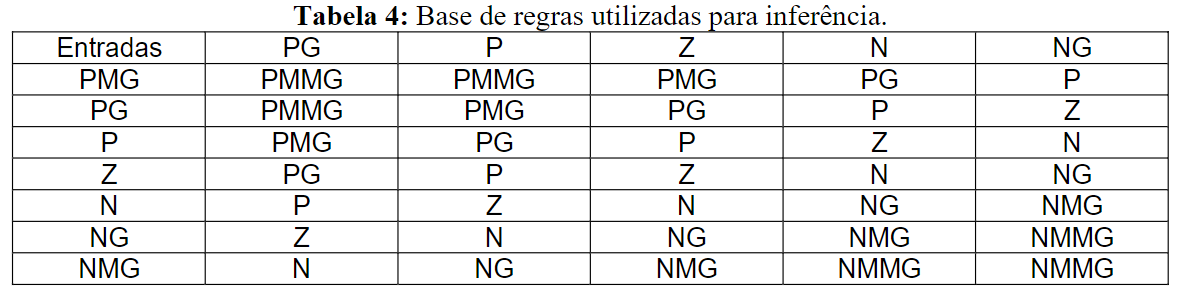 Tabela 4: Base de regras utilizadas para inferência.
Entradas PG P Z N NG
PMG PMMG PMMG PMG PG P
PG PMMG PMG PG P Z
P PMG PG P Z N
Z PG P Z N NG
N P Z N NG NMG
NG Z N NG NMG NMMG
NMG N NG NMG NMMG NMMG